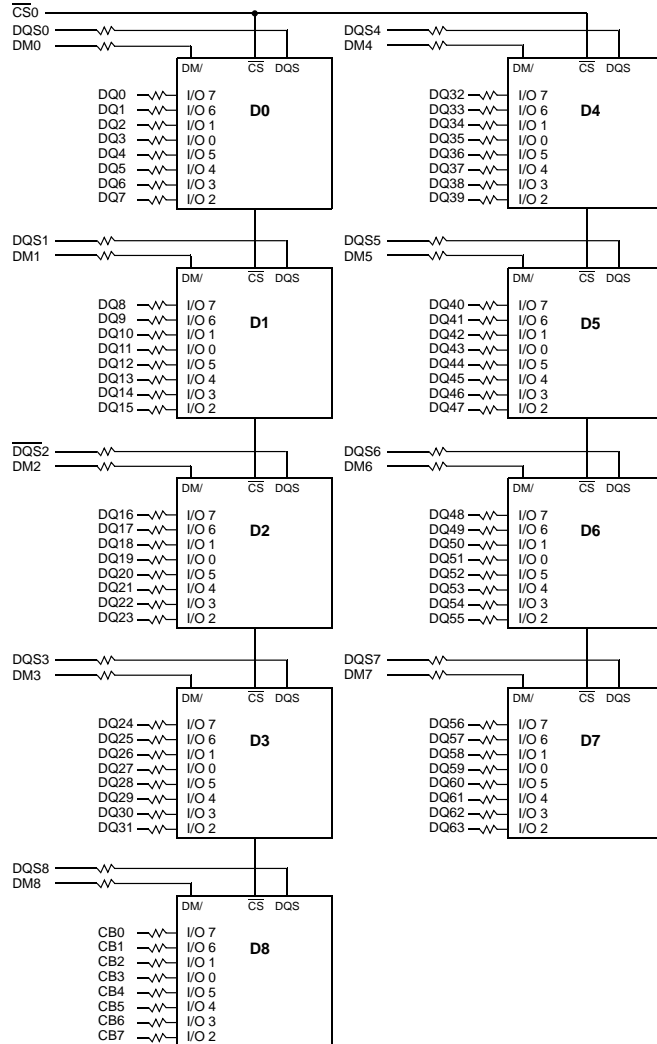 CS0
DQS0
DM0
DM/ CS DQS
D0
DQ0 I/O 7
DQ1 I/O 6
DQ2 I/O 1
DQ3 I/O 0
DQ4 I/O 5
DQ5 I/O 4
DQ6 I/O 3
DQ7 I/O 2
DQS1
DM1
DM/ CS DQS
D1
DQ8 I/O 7
DQ9 I/O 6
DQ10 I/O 1
DQ11 I/O 0
DQ12 I/O 5
DQ13 I/O 4
DQ14 I/O 3
DQ15 I/O 2
DQS2
DM2
DM/ CS DQS
D2
DQ16 I/O 7
DQ17 I/O 6
DQ18 I/O 1
DQ19 I/O 0
DQ20 I/O 5
DQ21 I/O 4
DQ22 I/O 3
DQ23 I/O 2
DQS3
DM3
DM/ CS DQS
D3
DQ24 I/O 7
DQ25 I/O 6
DQ26 I/O 1
DQ27 I/O 0
DQ28 I/O 5
DQ29 I/O 4
DQ30 I/O 3
DQ31 I/O 2
DQS8
DM8
DM/ CS DQS
D8
CB0 I/O 7
CB1 I/O 6
CB2 I/O 1
CB3 I/O 0
CB4 I/O 5
CB5 I/O 4
CB6 I/O 3
CB7 I/O 2
DQS4
DM4
DM/ CS DQS
D4
DQ32 I/O 7
DQ33 I/O 6
DQ34 I/O 1
DQ35 I/O 0
DQ36 I/O 5
DQ37 I/O 4
DQ38 I/O 3
DQ39 I/O 2
DQS5
DM5
DM/ CS DQS
D5
DQ40 I/O 7
DQ41 I/O 6
DQ42 I/O 1
DQ43 I/O 0
DQ44 I/O 5
DQ45 I/O 4
DQ46 I/O 3
DQ47 I/O 2
DQS6
DM6
DM/ CS DQS
D6
DQ48 I/O 7
DQ49 I/O 6
DQ50 I/O 1
DQ51 I/O 0
DQ52 I/O 5
DQ53 I/O 4
DQ54 I/O 3
DQ55 I/O 2
DQS7
DM7
DM/ CS DQS
D7
DQ56 I/O 7
DQ57 I/O 6
DQ58 I/O 1
DQ59 I/O 0
DQ60 I/O 5
DQ61 I/O 4
DQ62 I/O 3
DQ63 I/O 2